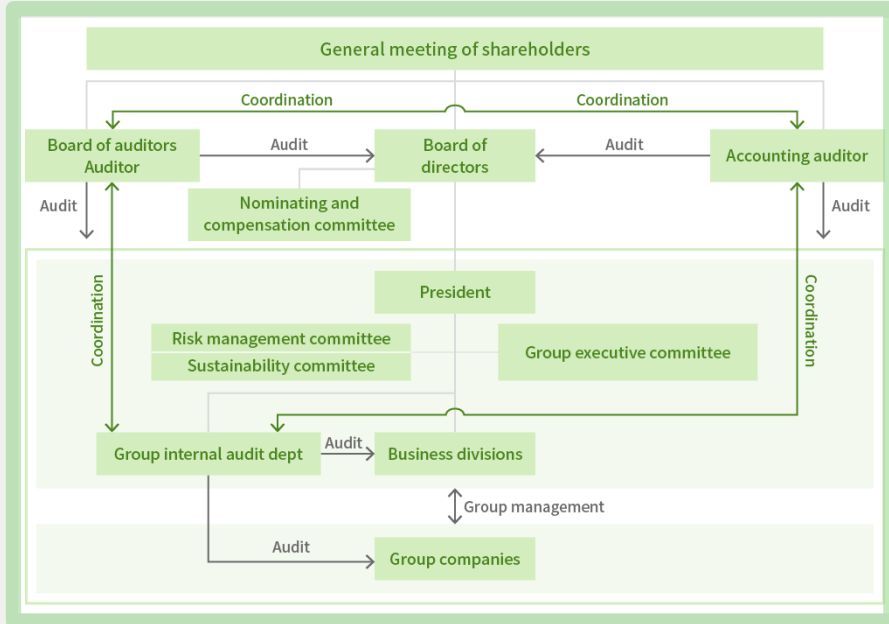 General meeting of shareholders
Coordination
Coordination
Board of auditors
Auditor
Audit
Board of
directors
Audit
Accounting auditor
Audit
Nominating and
compensation committee
Audit
President
Coordination
Coordination
Risk management committee
Sustainability committee
Group executive committee
Group internal audit dept
Audit
Business divisions
Group management
Audit
Group companies